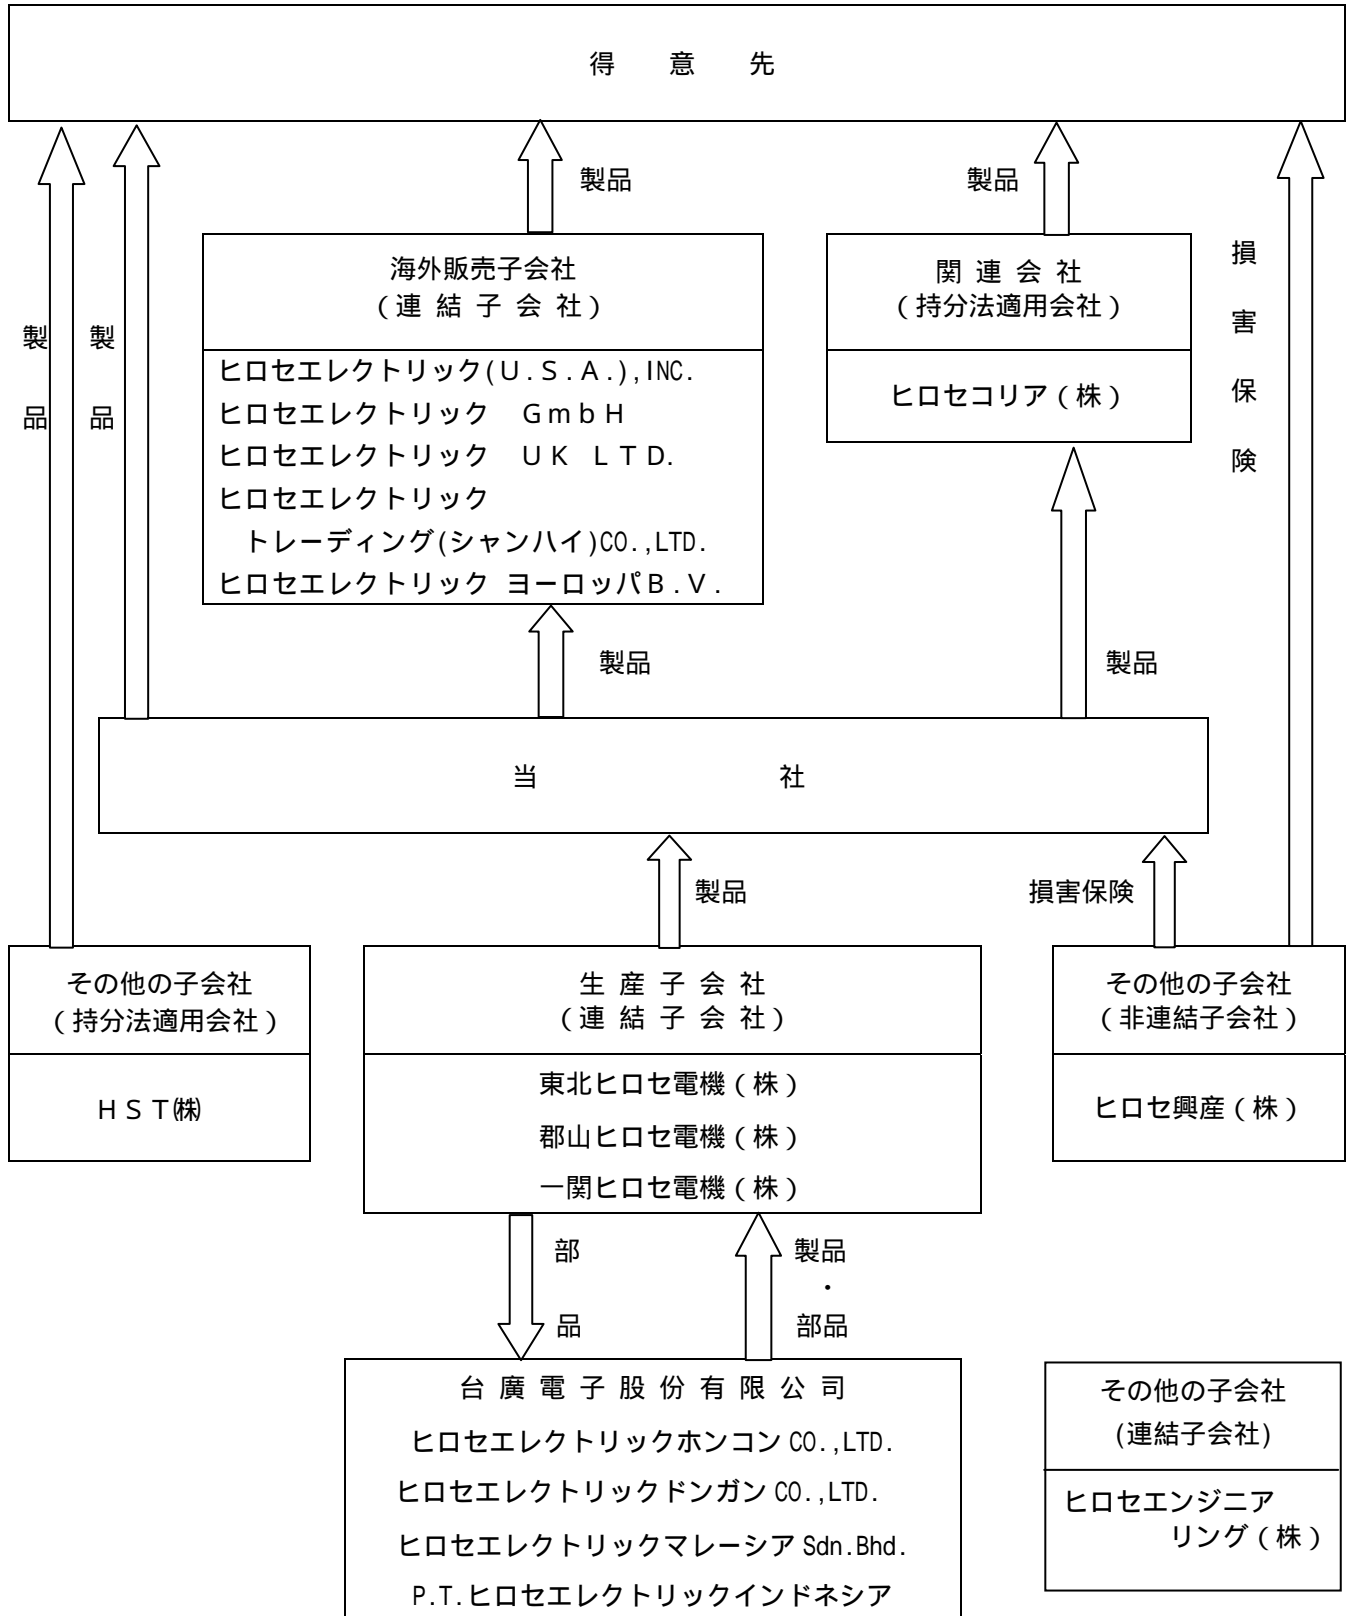 得 意 先
製品
製品
製品
製品
損害保険
海外販売子会社
(連 結 子 会 社)
ヒロセエレクトリック(U.S.A.),INC.
ヒロセエレクトリック GmbH
ヒロセエレクトリック UK LTD.
ヒロセエレクトリック
トレーディング(シャンハイ)CO.,LTD.
ヒロセエレクトリック ヨーロッパB.V.
関 連 会 社
(持分法適用会社)
ヒロセコリア(株)
製品
製品
当 社
製品
損害保険
その他の子会社
(持分法適用会社)
HST㈱
生 産 子 会 社
(連 結 子 会 社)
東北ヒロセ電機(株)
郡山ヒロセ電機(株)
一関ヒロセ電機(株)
その他の子会社
(非連結子会社)
ヒロセ興産(株)
部品
製品
・
部品
台 廣 電 子 股 份 有 限 公 司
ヒロセエレクトリックホンコン CO.,LTD.
ヒロセエレクトリックドンガン CO.,LTD.
ヒロセエレクトリックマレーシア Sdn.Bhd.
P.T.ヒロセエレクトリックインドネシア
その他の子会社
(連結子会社)
ヒロセエンジニア
リング(株)